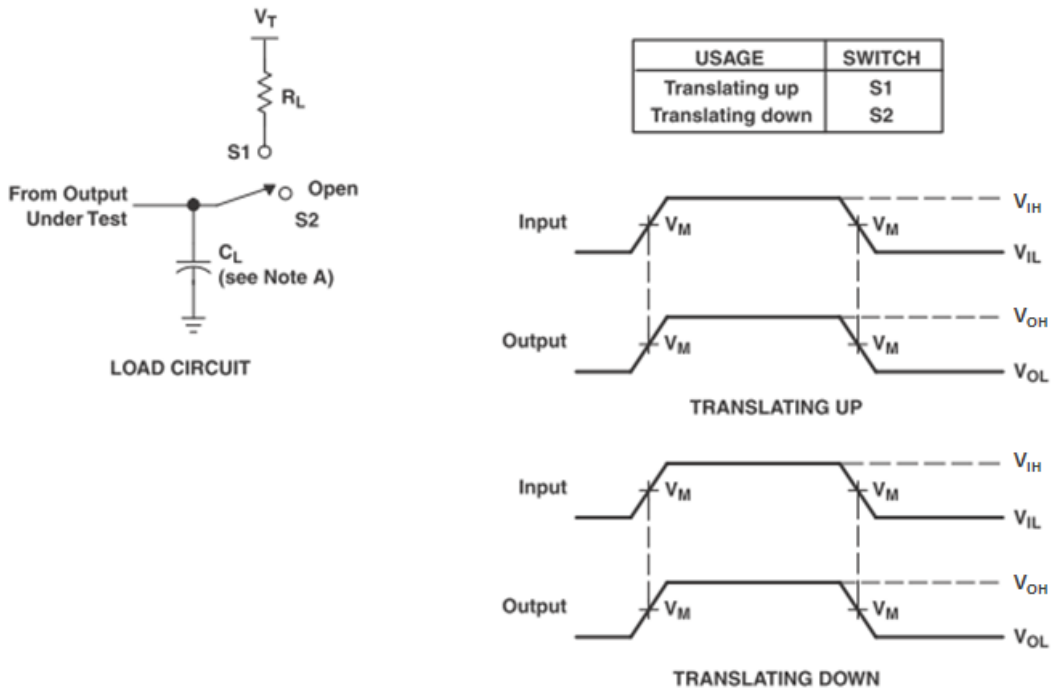 V_T
R_L
S1
From Output
Under Test
Open
S2
C_L
(see Note A)
LOAD CIRCUIT
USAGE SWITCH
Translating up S1
Translating down S2
Input V_M V_M V_IH
V_IL
Output V_M V_M V_OH
V_OL
TRANSLATING UP
Input V_M V_M V_IH
V_IL
Output V_M V_M V_OH
V_OL
TRANSLATING DOWN